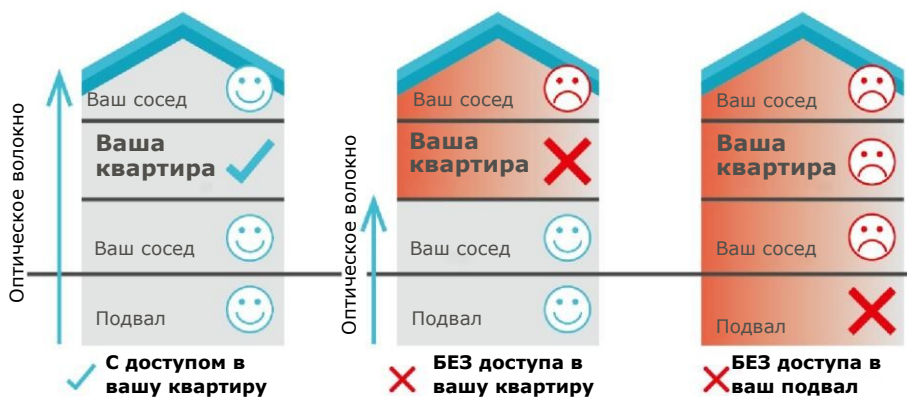 Оптическое волокно
Ваш сосед
Ваша
квартира
Ваш сосед
Подвал
С доступом в
вашу квартиру
Оптическое волокно
Ваш сосед
Ваша
квартира
Ваш сосед
Подвал
БЕЗ доступа в
вашу квартиру
Ваш сосед
Ваша
квартира
Ваш сосед
Подвал
БЕЗ доступа в
ваш подвал